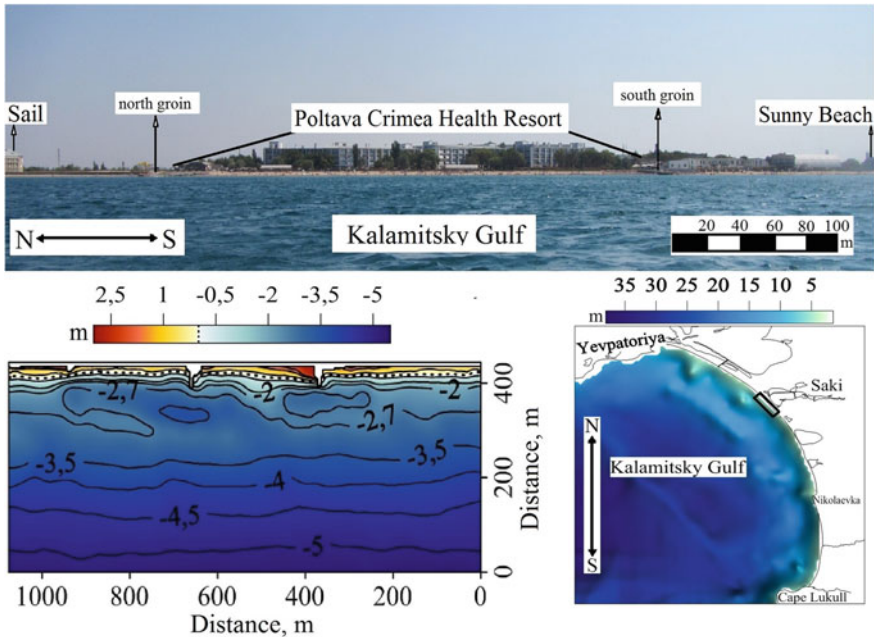 Sail
north groin
Poltava Crimea Health Resort
south groin
Sunny Beach
N S
Kalamitsky Gulf
20 40 60 80 100
m
2,5 1 -0,5 -2 -3,5 -5
m
-2,7
-2
-2
-2,7
-3,5
-3,5
-4
-4,5
-5
400
200
0
Distance, m
1000 800 600 400 200 0
Distance, m
35 30 25 20 15 10 5
m
Yevpatoriya
Saki
N
Kalamitsky Gulf
Nikolaevka
S
Cape Lukull